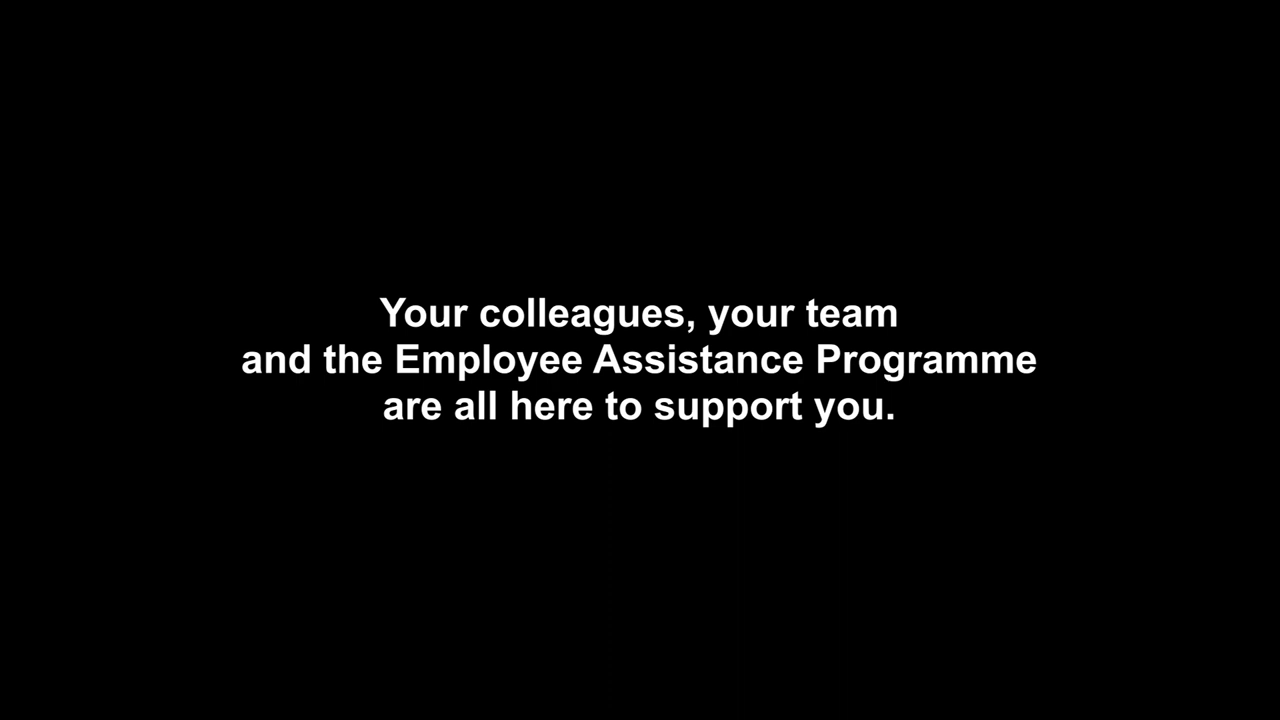 Your colleagues, your team
and the Employee Assistance Programme
are all here to support you.